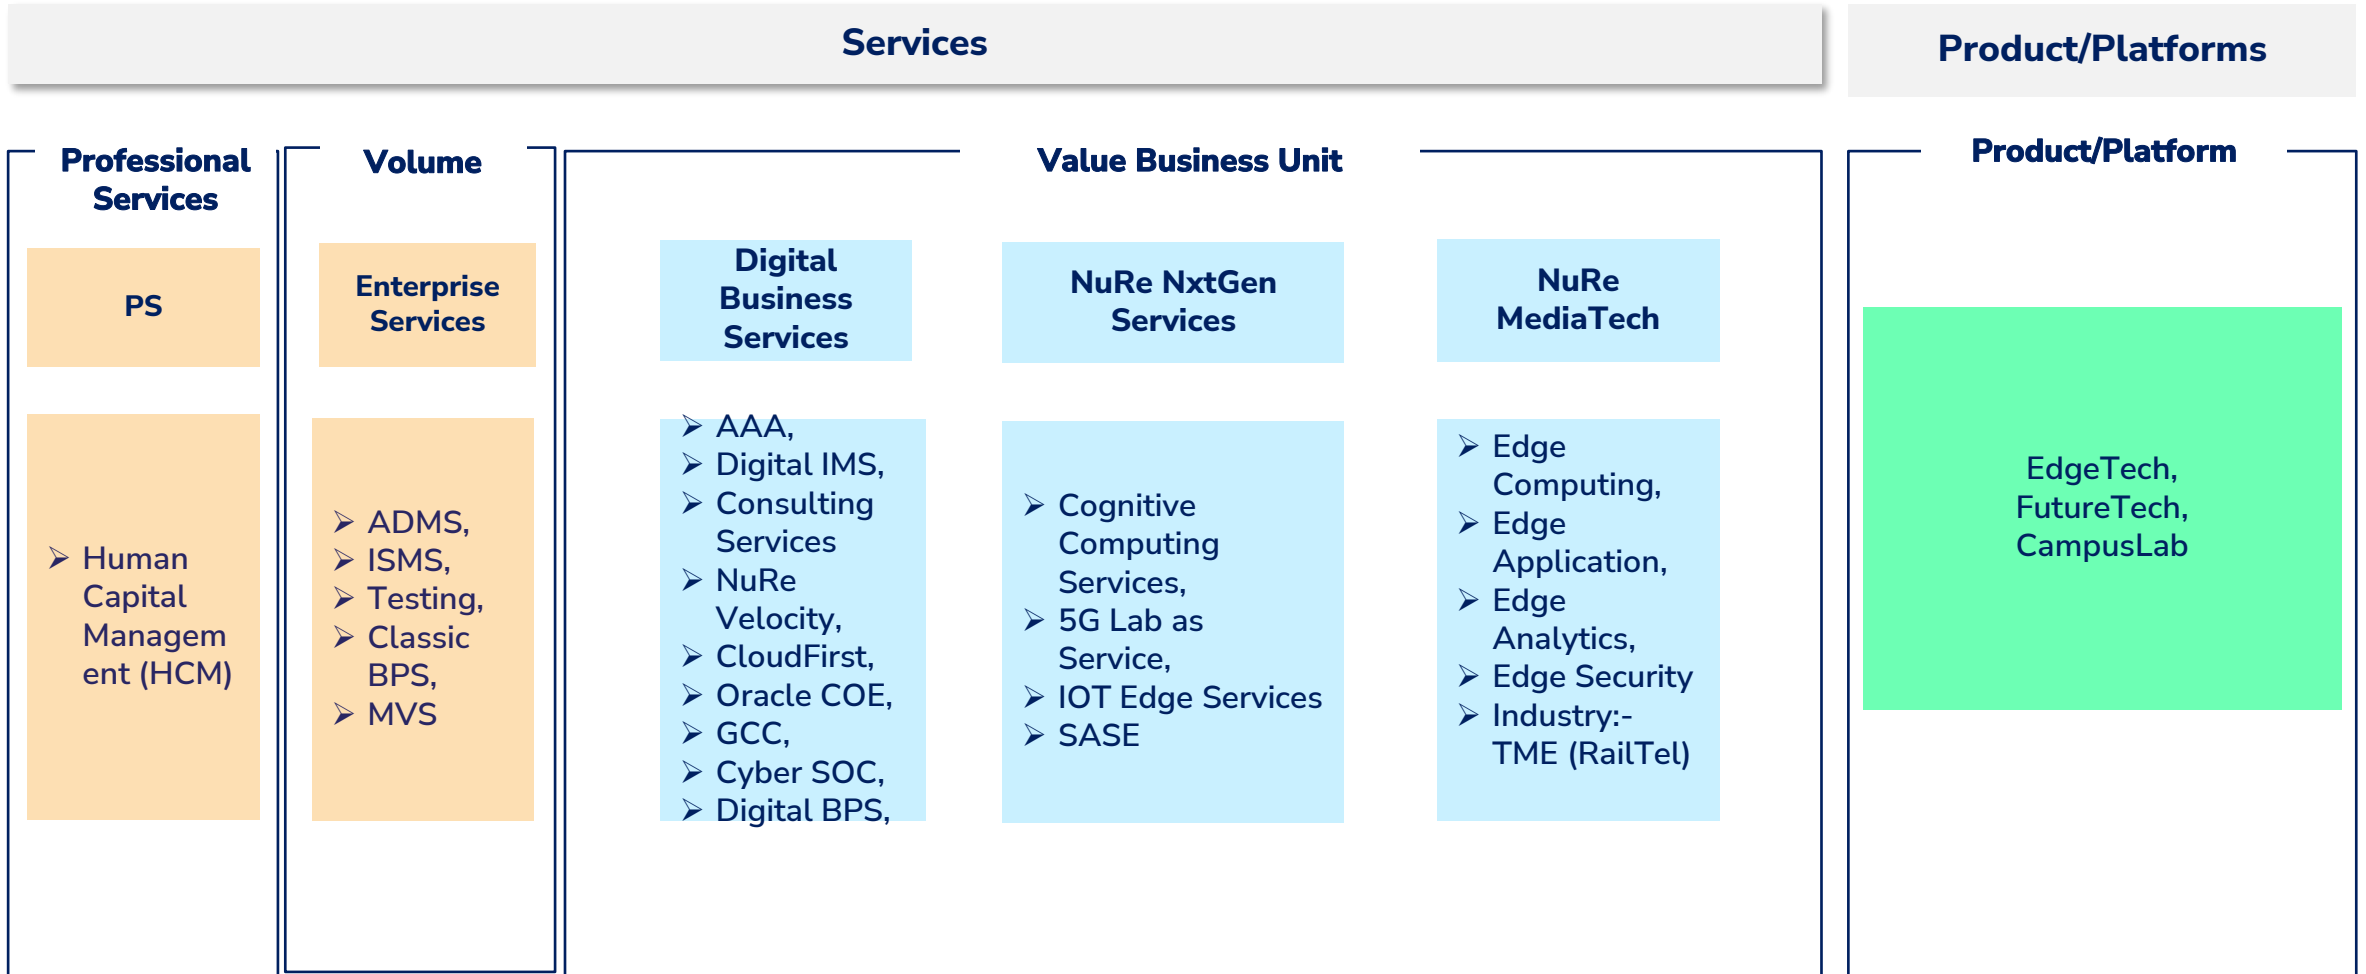 Services
Product/Platforms
Professional
Services
PS
➢ Human
Capital
Managem
ent (HCM)
Volume
Enterprise
Services
➢ ADMS,
➢ ISMS,
➢ Testing,
➢ Classic
BPS,
➢ MVS
Value Business Unit
Digital
Business
Services
➢ AAA,
➢ Digital IMS,
➢ Consulting
Services
➢ NuRe
Velocity,
➢ CloudFirst,
➢ Oracle COE,
➢ GCC,
➢ Cyber SOC,
➢ Digital BPS,
NuRe NxtGen
Services
➢ Cognitive
Computing
Services,
➢ 5G Lab as
Service,
➢ IOT Edge Services
➢ SASE
NuRe
MediaTech
➢ Edge
Computing,
➢ Edge
Application,
➢ Edge
Analytics,
➢ Edge Security
➢ Industry:-
TME (RailTel)
Product/Platform
EdgeTech,
FutureTech,
CampusLab